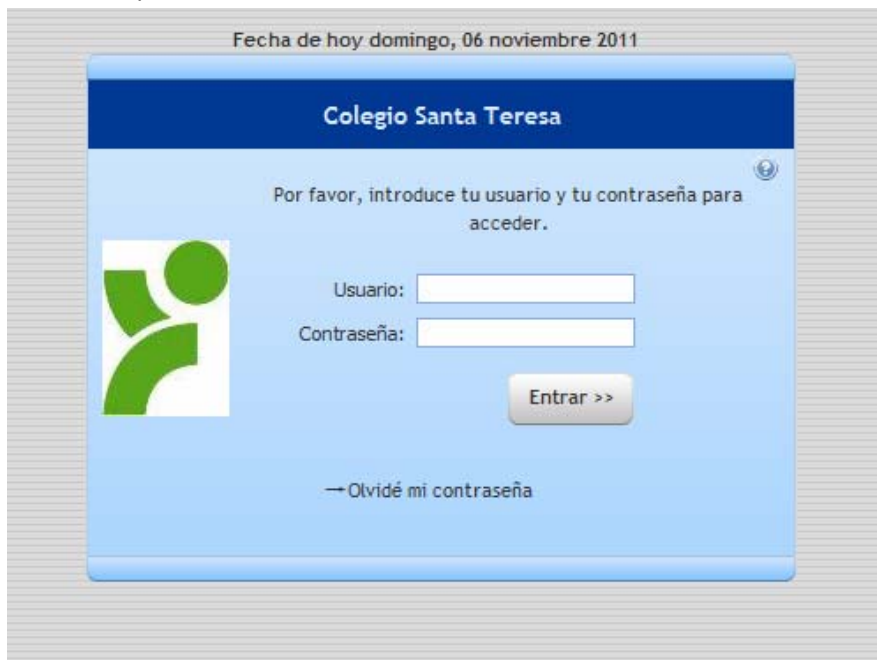 Fecha de hoy domingo, 06 noviembre 2011
Colegio Santa Teresa
Por favor, introduce tu usuario y tu contraseña para
acceder.
Usuario:
Contraseña:
Entrar >>
→Olvidé mi contraseña